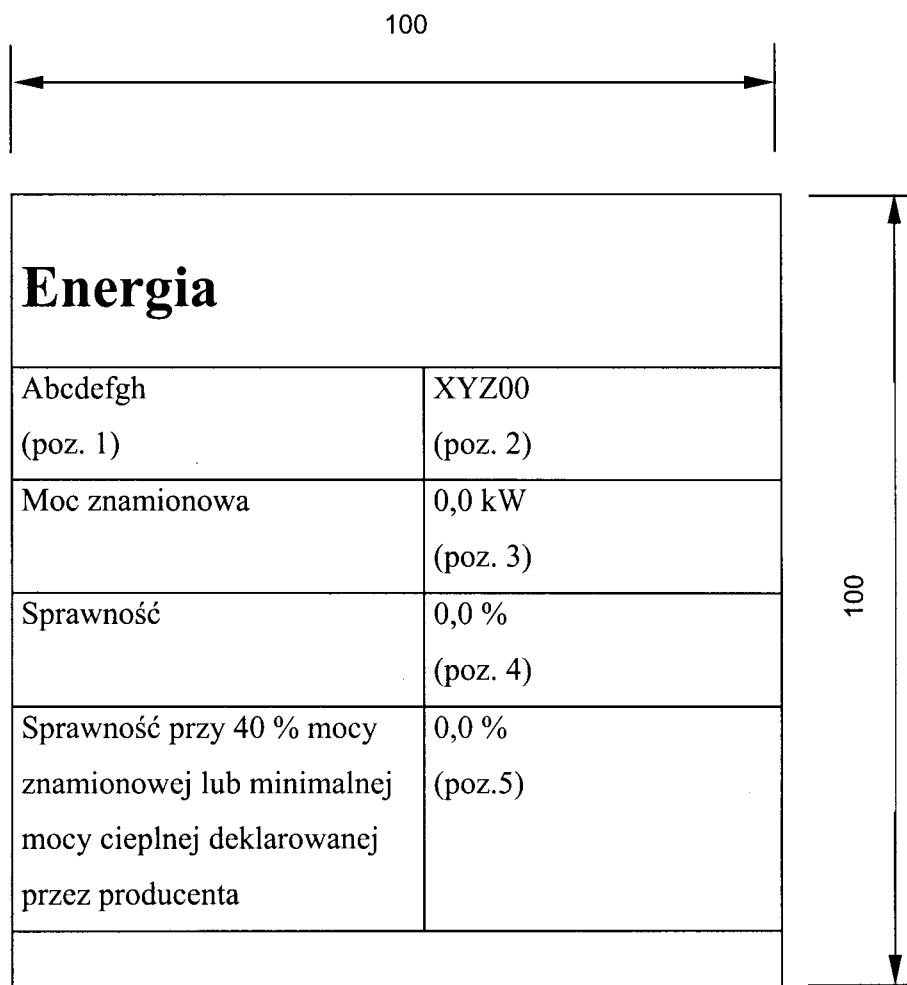 100
Energia
Abcdefgh
(poz. 1)
XYZ00
(poz. 2)
Moc znamionowa
0,0 kW
(poz. 3)
Sprawność
0,0 %
(poz. 4)
Sprawność przy 40 % mocy
znamionowej lub minimalnej
mocy cieplnej deklarowanej
przez producenta
0,0 %
(poz.5)
100